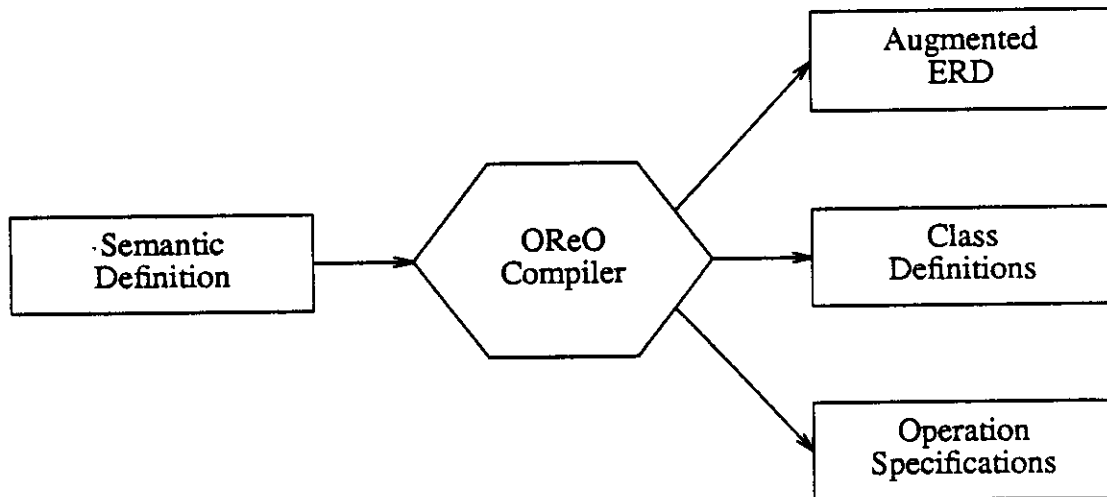 Augmented
ERD
Semantic
Definition
OReO
Compiler
Class
Definitions
Operation
Specifications